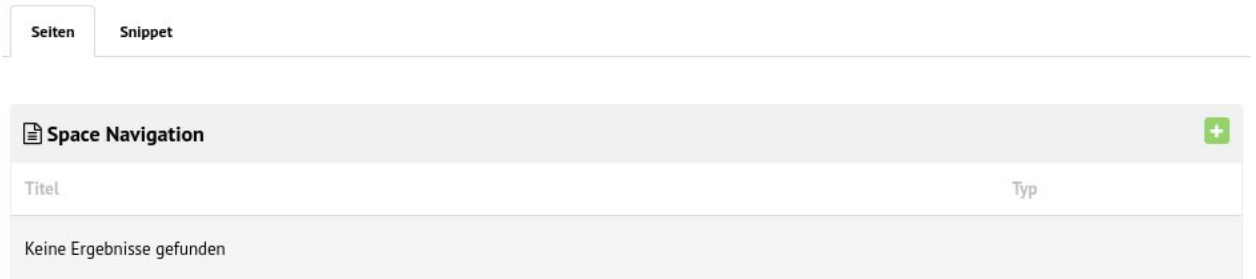 Seiten Snippet
Space Navigation
Titel Typ
Keine Ergebnisse gefunden